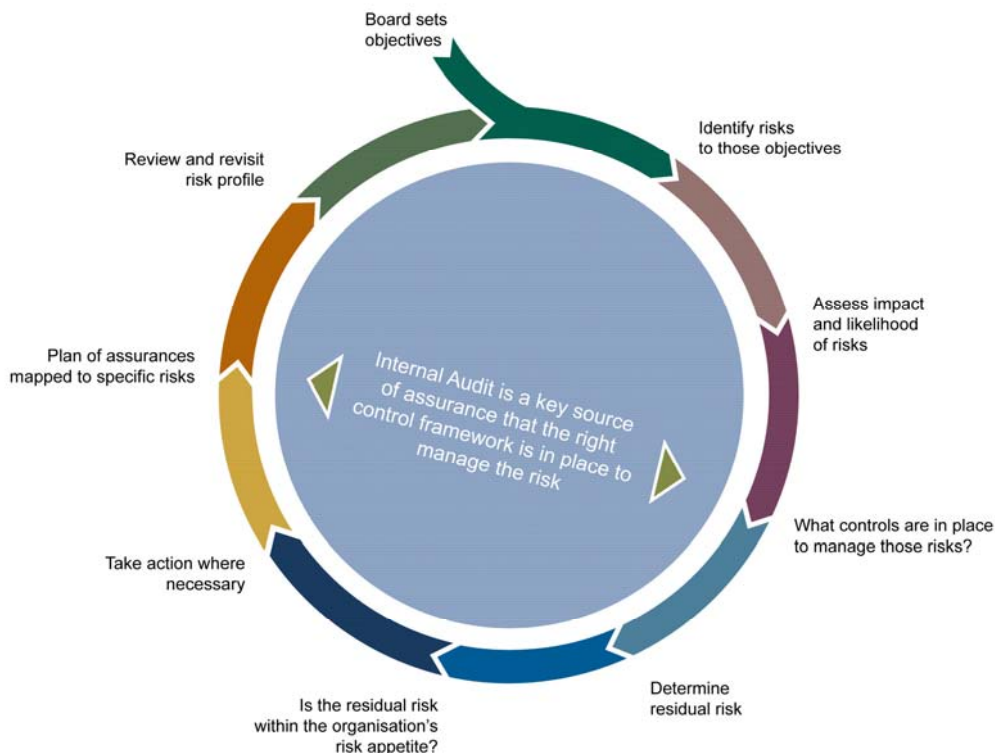 Board sets
objectives
Identify risks
to those objectives
Assess impact
and likelihood
of risks
What controls are in place
to manage those risks?
Determine
residual risk
Is the residual risk
within the organisation's
risk appetite?
Take action where
necessary
Plan of assurances
mapped to specific risks
Review and revisit
risk profile
Internal Audit is a key source
of assurance that the right
control framework is in place to
manage the risk